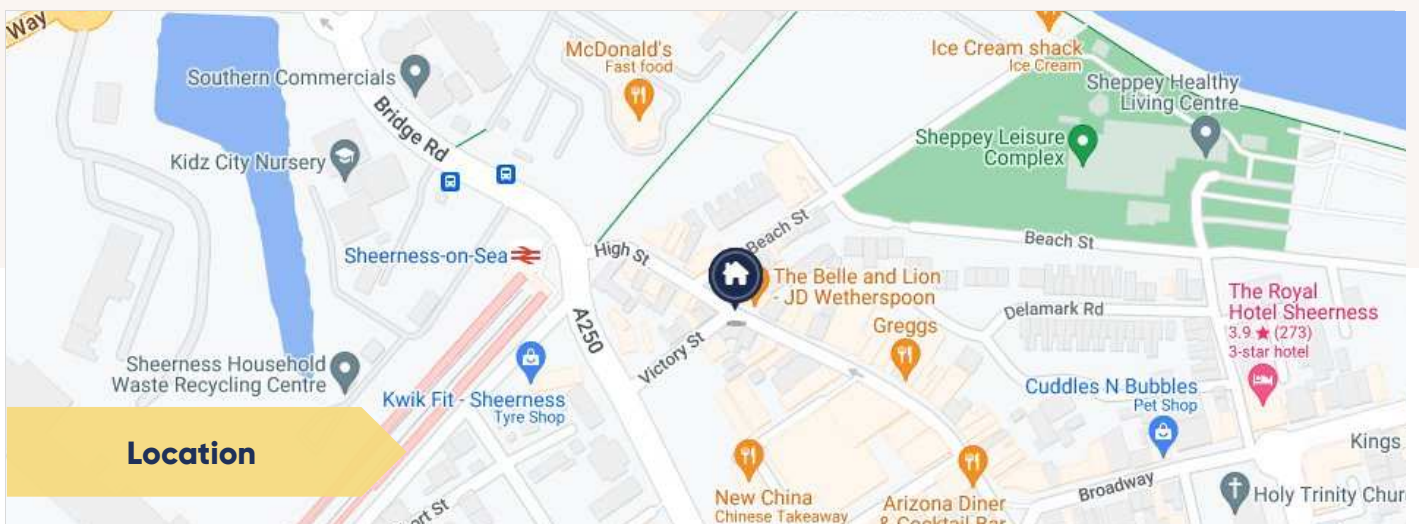 Way
Southern Commercials
McDonald's
Fast food
Ice Cream shack
Ice Cream
Sheppey Healthy
Living Centre
Bridge Rd
Kidz City Nursery
Sheppey Leisure
Complex
Sheerness-on-Sea
High St
Beach St
Beach St
The Belle and Lion
- JD Wetherspoon
Delamark Rd
The Royal
Hotel Sheerness
3.9 ★ (273)
3-star hotel
A250
Greggs
Victory St
Sheerness Household
Waste Recycling Centre
Kwik Fit - Sheerness
Tyre Shop
Cuddles N Bubbles
Pet Shop
Location
Kings
New China
Chinese Takeaway
Arizona Diner
& Cocktail Bar
Broadway
Holy Trinity Chur
ort St